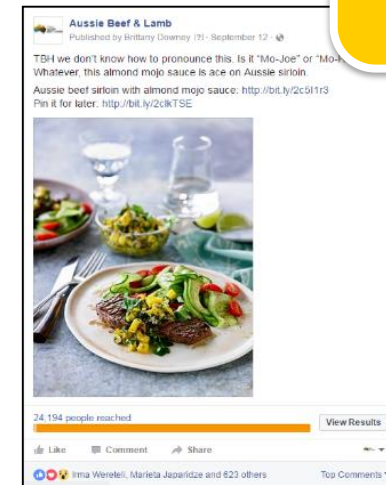 Aussie Beef & Lamb
Published by Brittany Downey [?] · September 12 ·
TBH we don't know how to pronounce this. Is it "Mo-Joe" or "Mo-
Whatever, this almond mojo sauce is ace on Aussie sirloin.
Aussie beef sirloin with almond mojo sauce: http://bit.ly/2c5I1r3
Pin it for later: http://bit.ly/2clkTSE
24,194 people reached
View Results
Like Comment Share
Irma Wereteli, Marieta Japaridze and 623 others
Top Comments